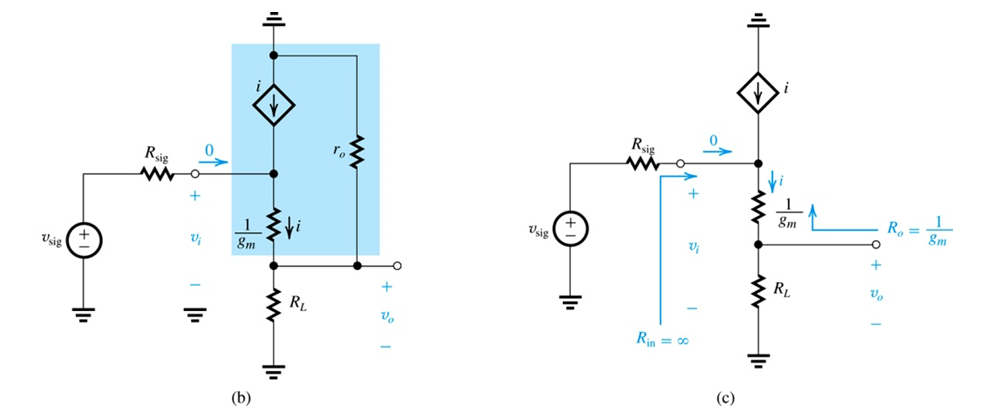 i
r_o
R_sig
0
+
v_sig
+
−
v_i
−
1/g_m
i
R_L
+
v_o
−
(b)
i
R_sig
0
+
i
v_sig
+
−
v_i
1/g_m
R_o = 1/g_m
−
R_L
+
v_o
−
R_in = ∞
(c)